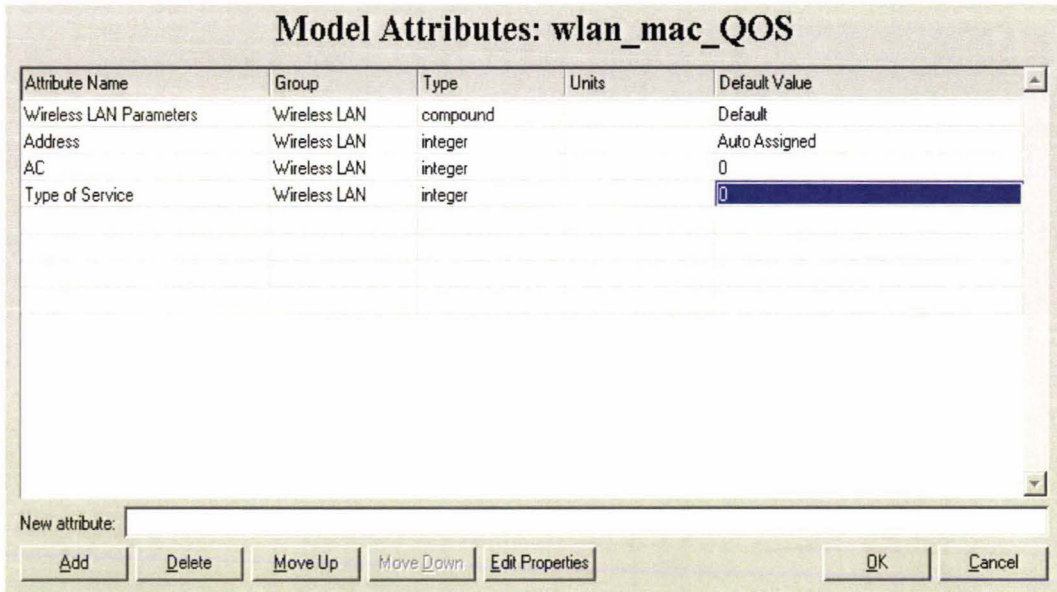 Model Attributes: wlan_mac_QOS
Attribute Name Group Type Units Default Value
Wireless LAN Parameters Wireless LAN compound Default
Address Wireless LAN integer Auto Assigned
AC Wireless LAN integer 0
Type of Service Wireless LAN integer 0
New attribute:
Add Delete Move Up Move Down Edit Properties OK Cancel